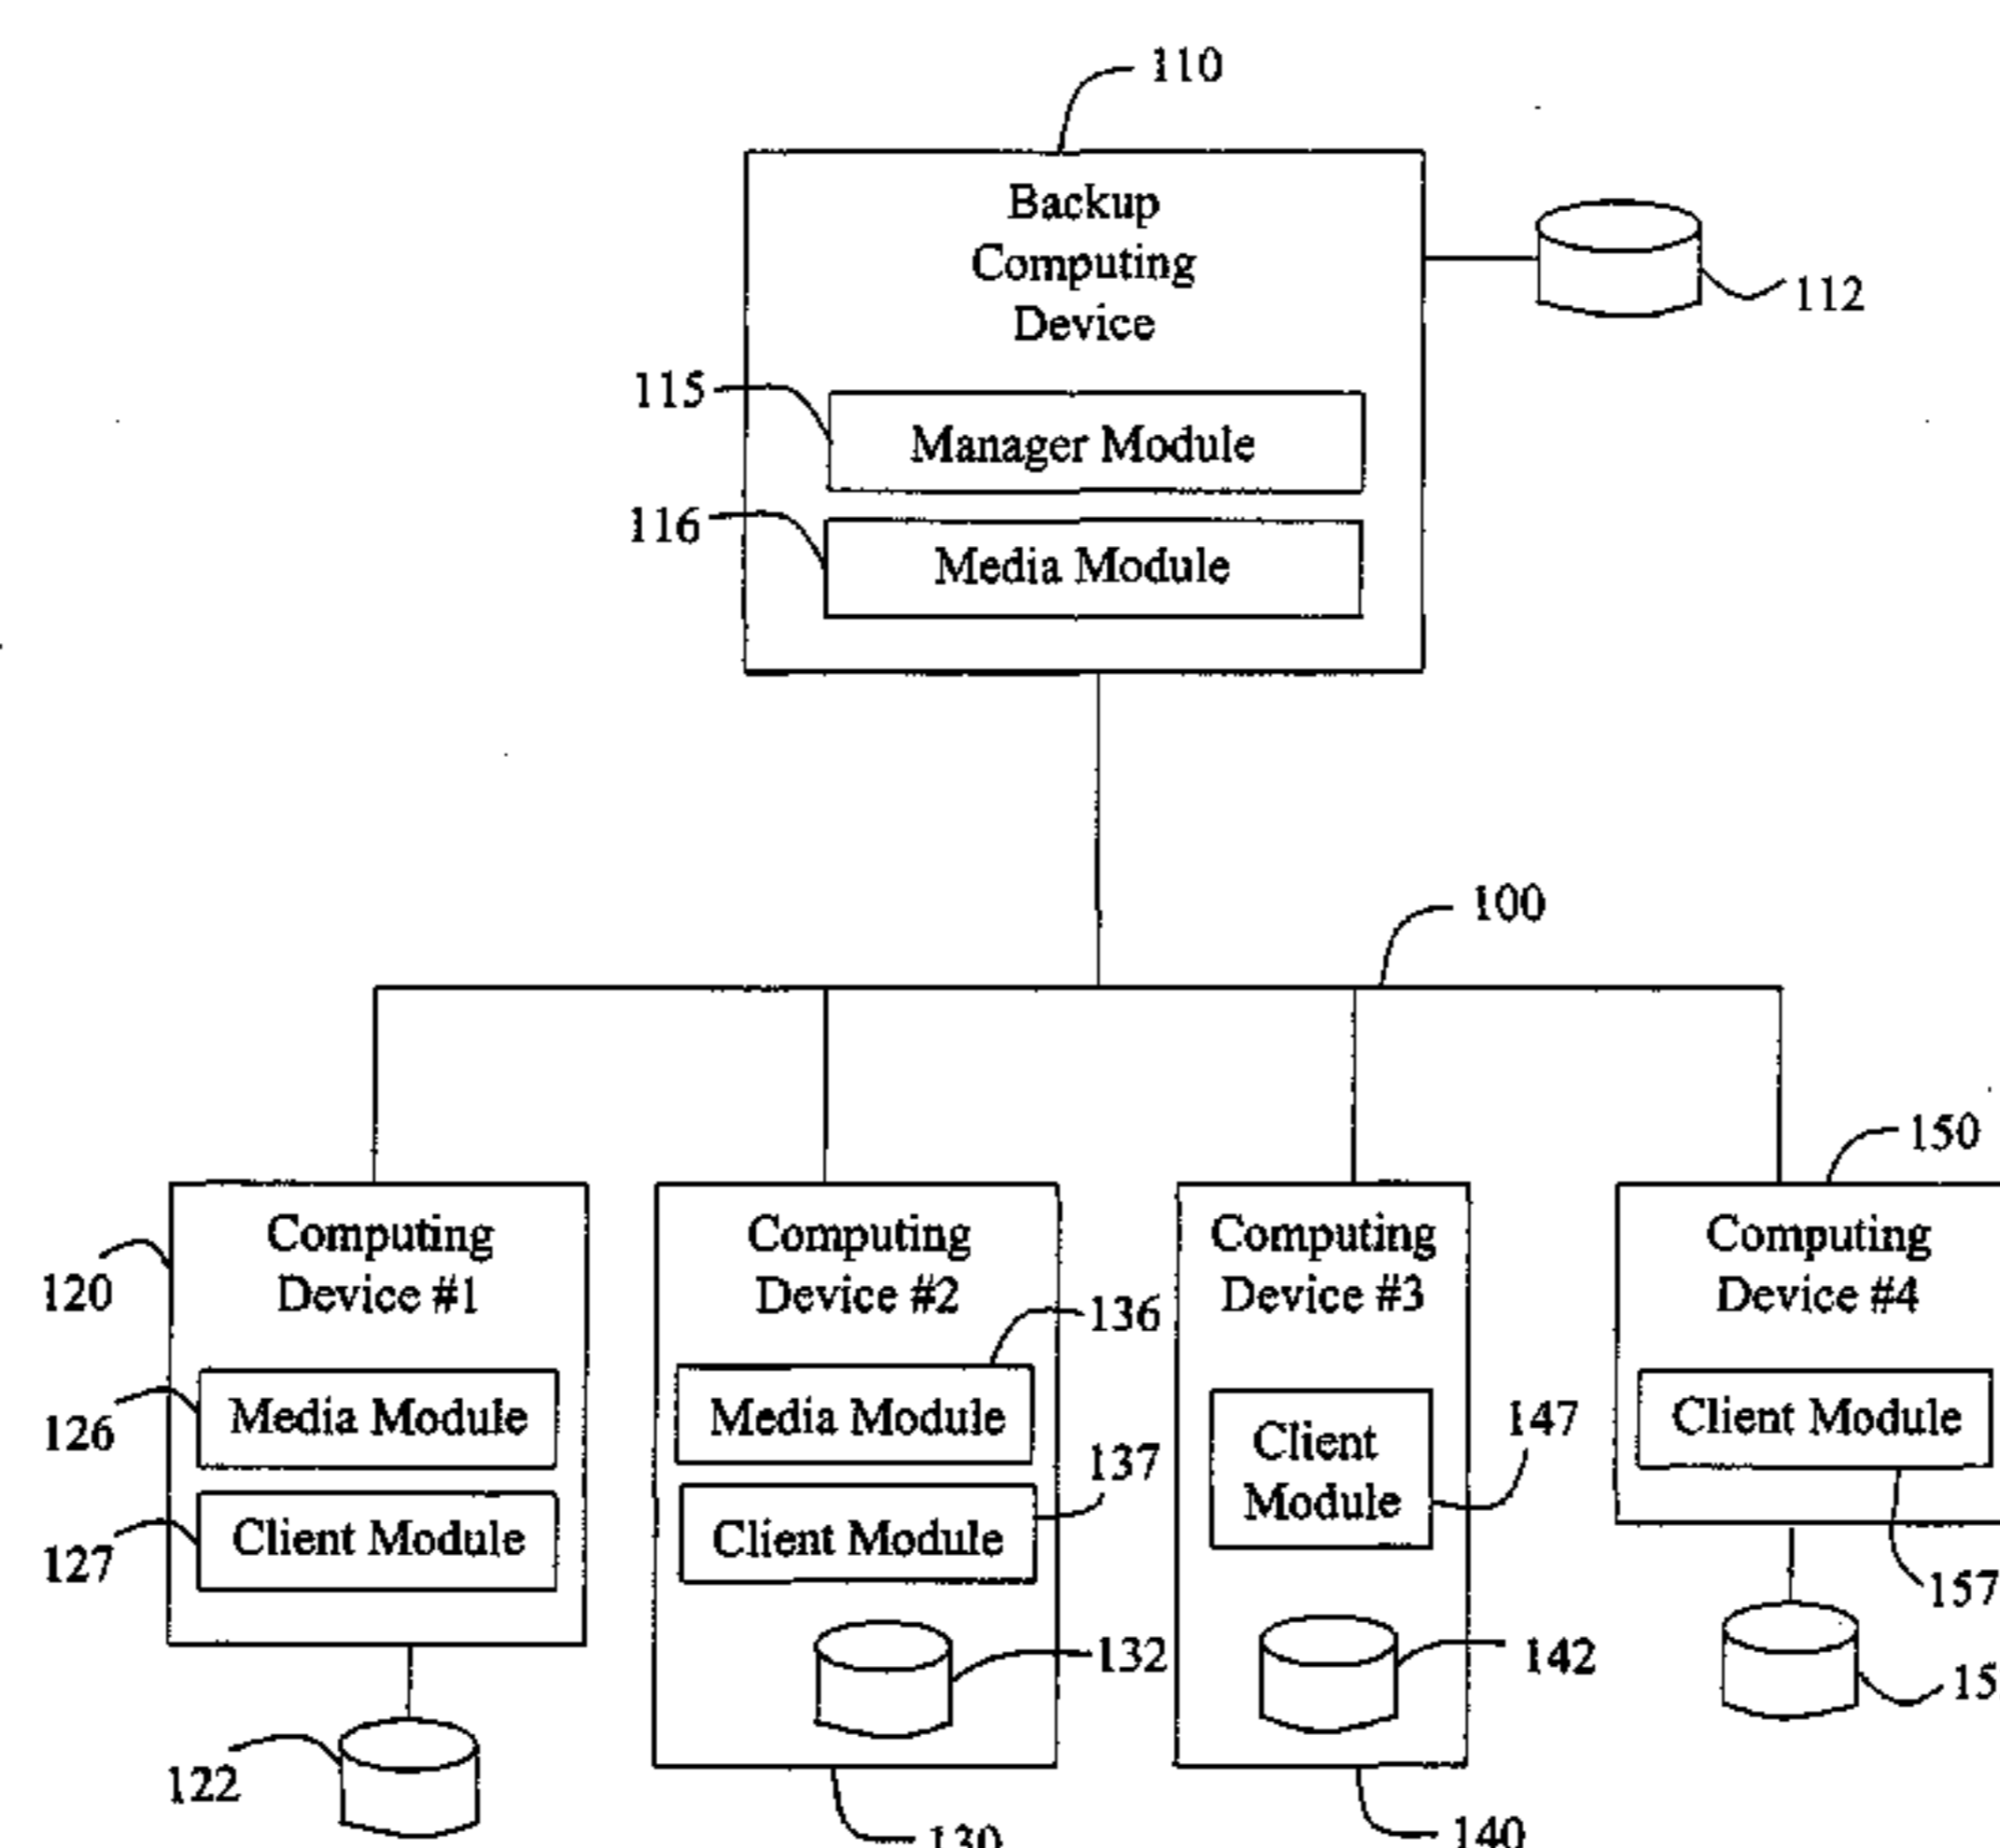 110
Backup
Computing
Device
112
115
Manager Module
116
Media Module
100
150
Computing
Device #1
120
Media Module
126
Client Module
127
122
Computing
Device #2
136
Media Module
137
Client Module
132
130
Computing
Device #3
Client
Module
147
142
140
Computing
Device #4
Client Module
157
15